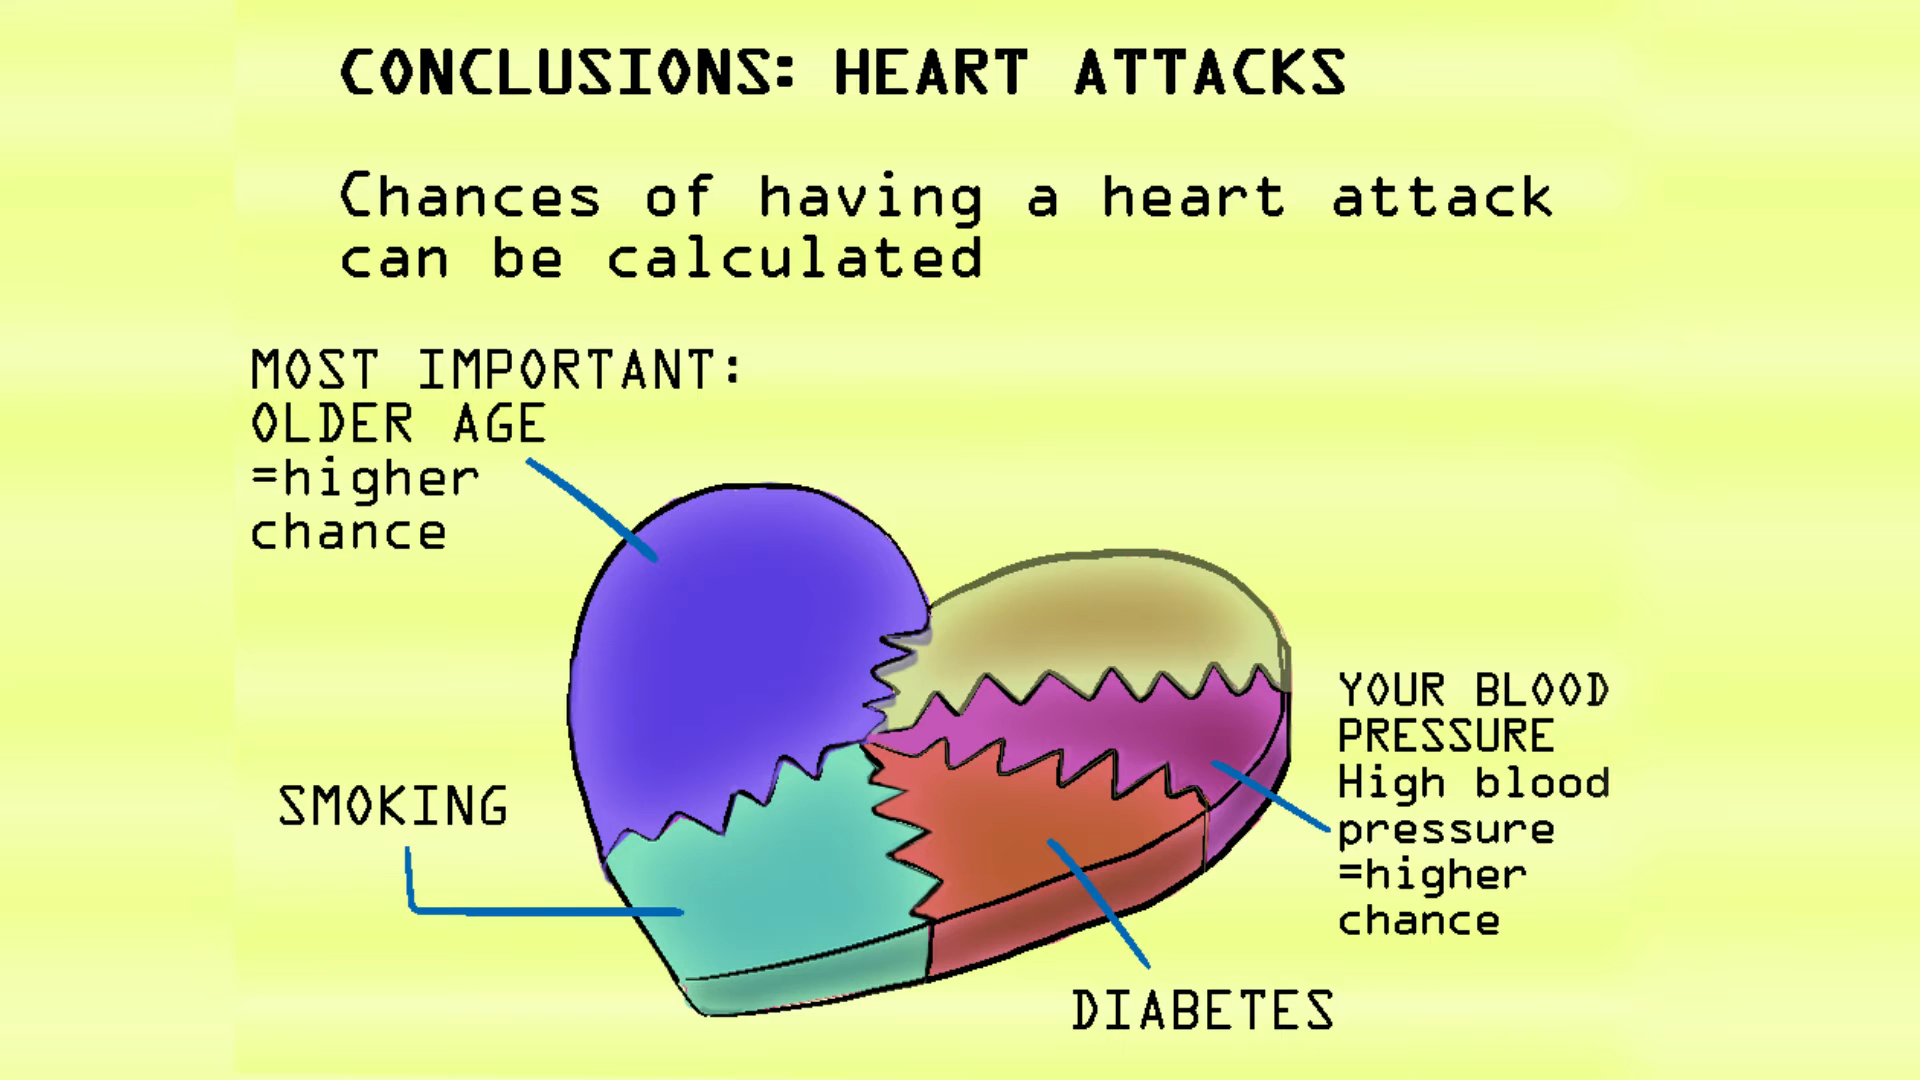 CONCLUSIONS: HEART ATTACKS
Chances of having a heart attack
can be calculated
MOST IMPORTANT:
OLDER AGE
=higher
chance
SMOKING
YOUR BLOOD
PRESSURE
High blood
pressure
=higher
chance
DIABETES